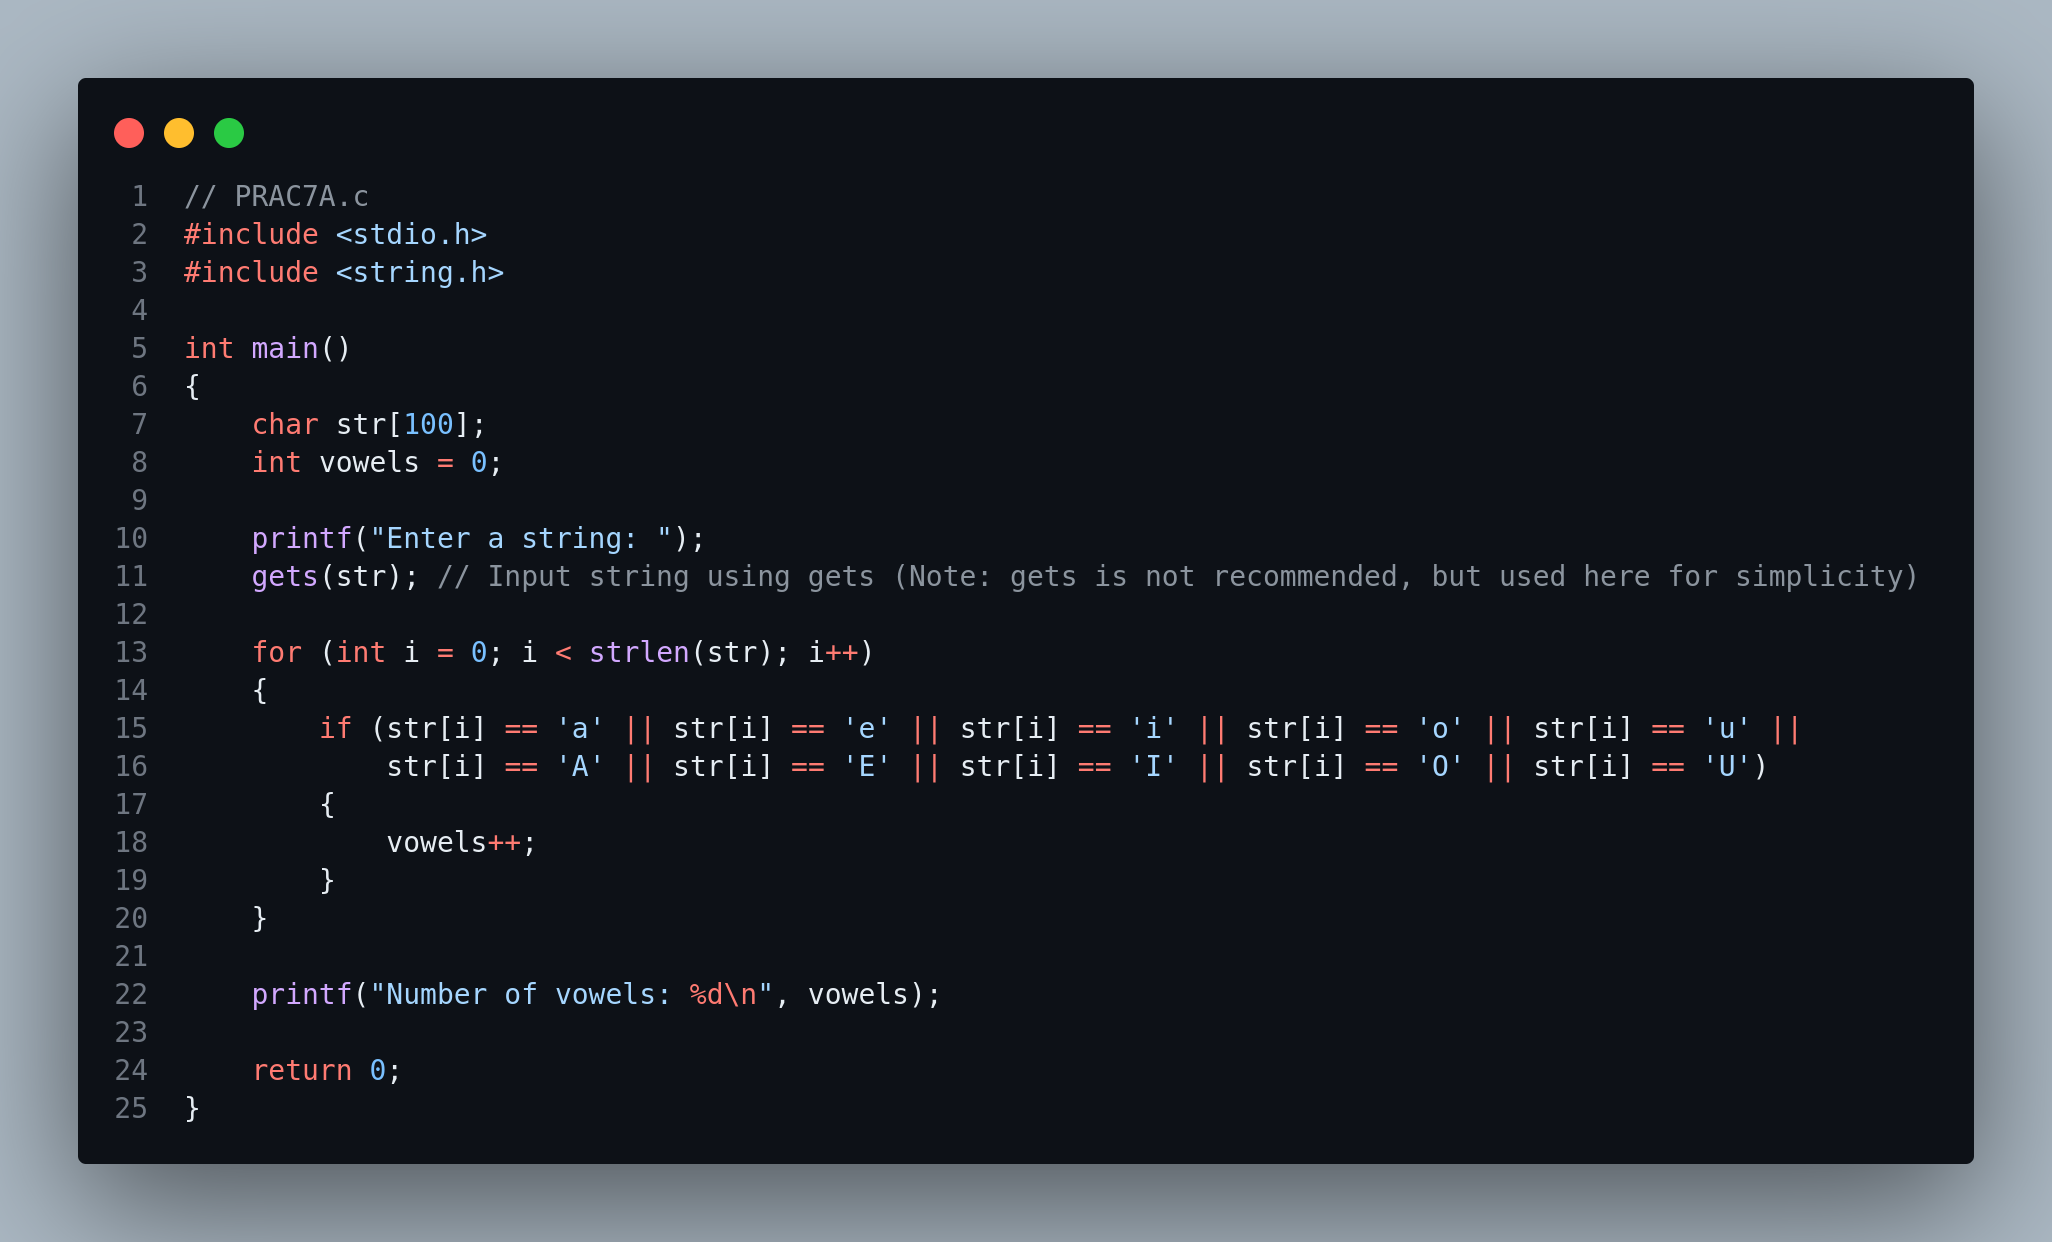 1 // PRAC7A.c
2 #include <stdio.h>
3 #include <string.h>
4
5 int main()
6 {
7     char str[100];
8     int vowels = 0;
9
10     printf("Enter a string: ");
11     gets(str); // Input string using gets (Note: gets is not recommended, but used here for simplicity)
12
13     for (int i = 0; i < strlen(str); i++)
14     {
15         if (str[i] == 'a' || str[i] == 'e' || str[i] == 'i' || str[i] == 'o' || str[i] == 'u' ||
16             str[i] == 'A' || str[i] == 'E' || str[i] == 'I' || str[i] == 'O' || str[i] == 'U')
17         {
18             vowels++;
19         }
20     }
21
22     printf("Number of vowels: %d\n", vowels);
23
24     return 0;
25 }